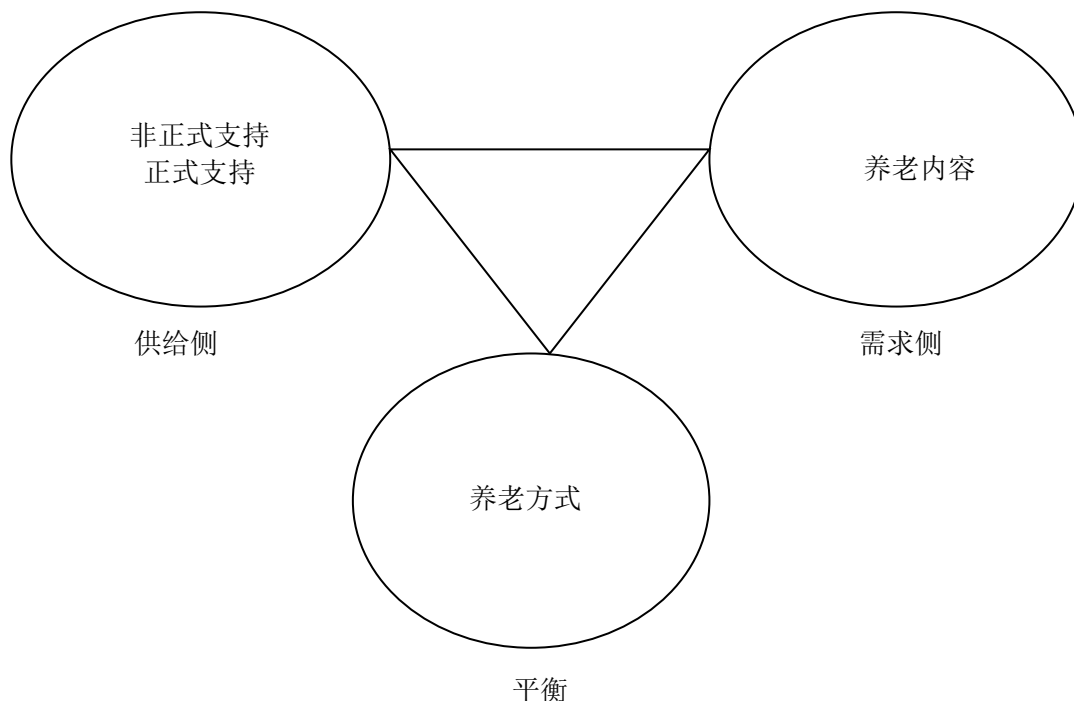 非正式支持
正式支持
养老内容
供给侧
需求侧
养老方式
平衡